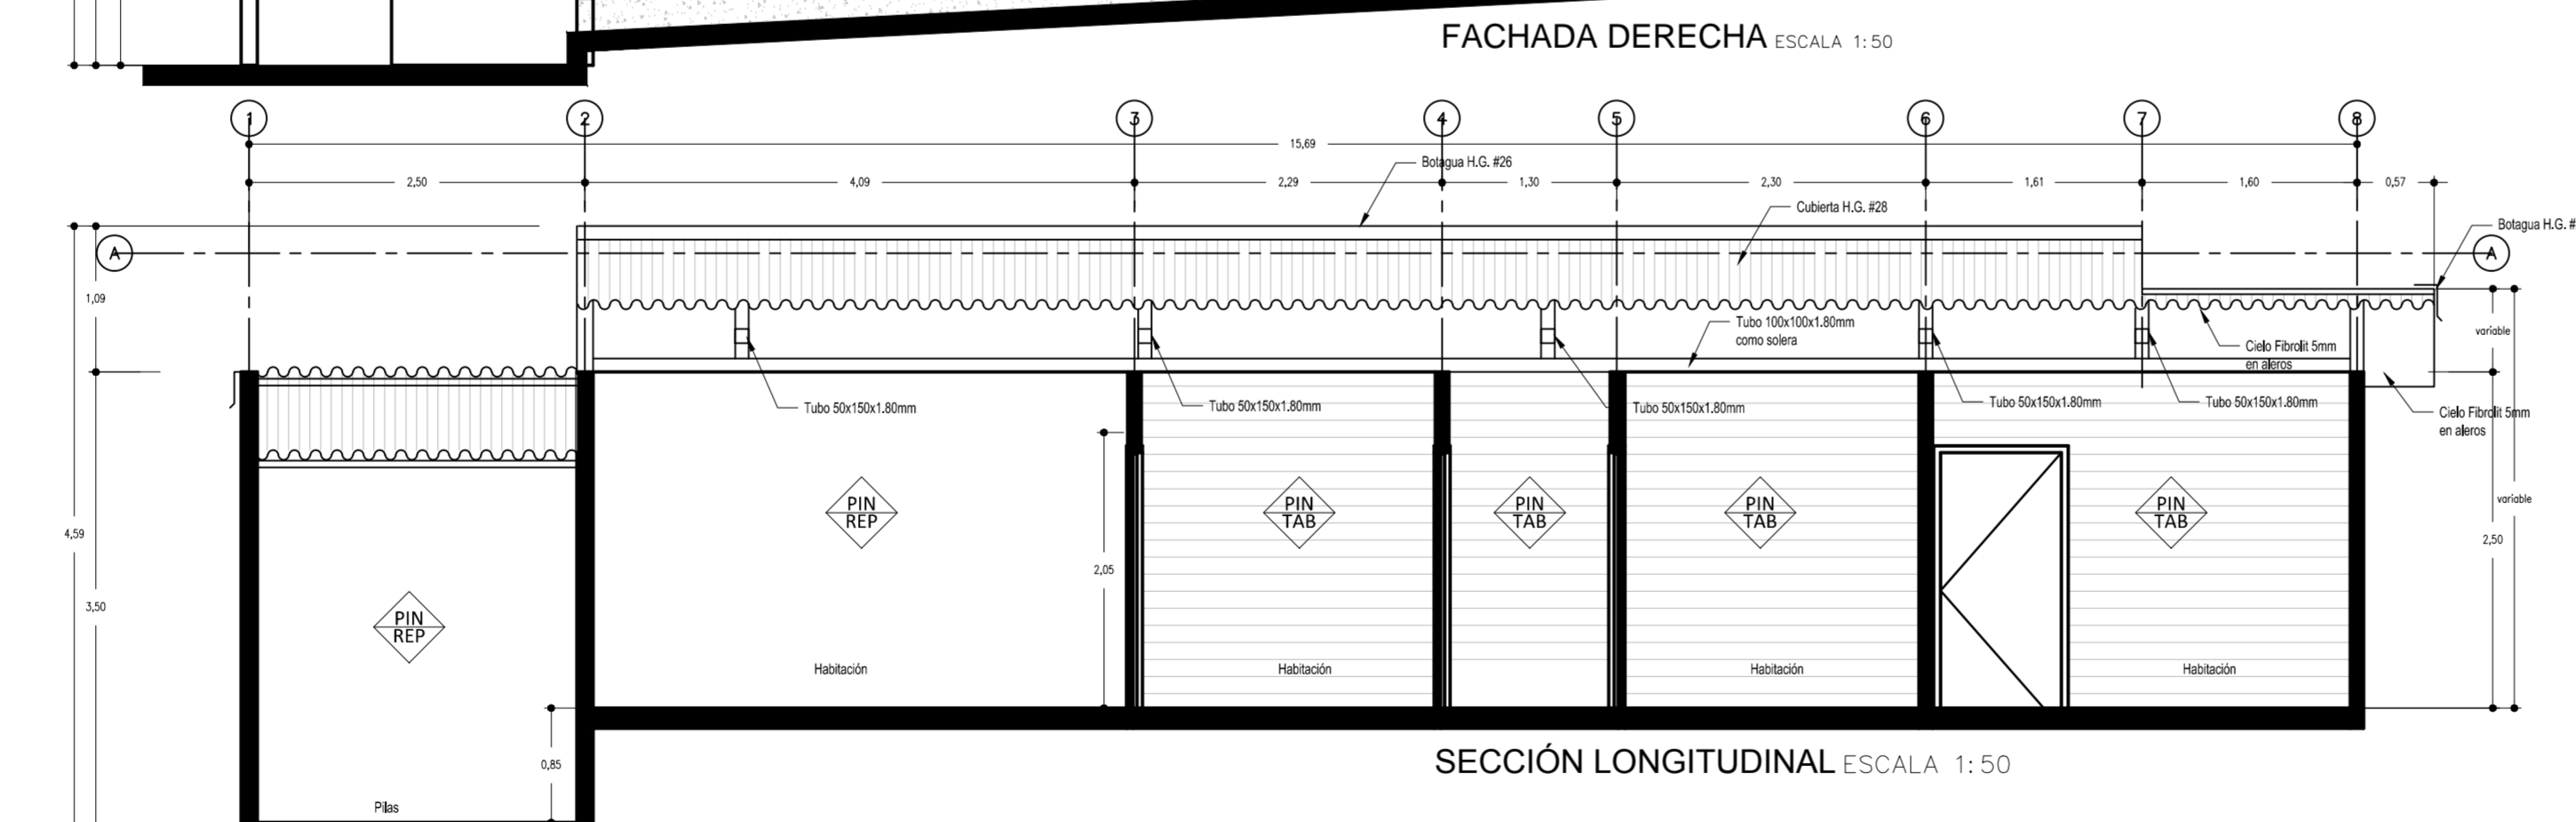 FACHADA DERECHA ESCALA 1:50
1
2
3
4
5
6
7
8
15,69
Botagua H.G. #26
2,50
4,09
2,29
1,30
2,30
1,61
1,60
0,57
Cubierta H.G. #28
Botagua H.G. #
A
A
1,09
Tubo 100x100x1.80mm
como solera
variable
Cielo Fibrolit 5mm
en aleros
Tubo 50x150x1.80mm
Tubo 50x150x1.80mm
Tubo 50x150x1.80mm
Tubo 50x150x1.80mm
Tubo 50x150x1.80mm
Cielo Fibrolit 5mm
en aleros
PIN
REP
PIN
TAB
PIN
TAB
PIN
TAB
PIN
TAB
variable
4,59
2,50
2,05
3,50
PIN
REP
Habitación
Habitación
Habitación
Habitación
0,85
SECCIÓN LONGITUDINAL ESCALA 1:50
Pilas